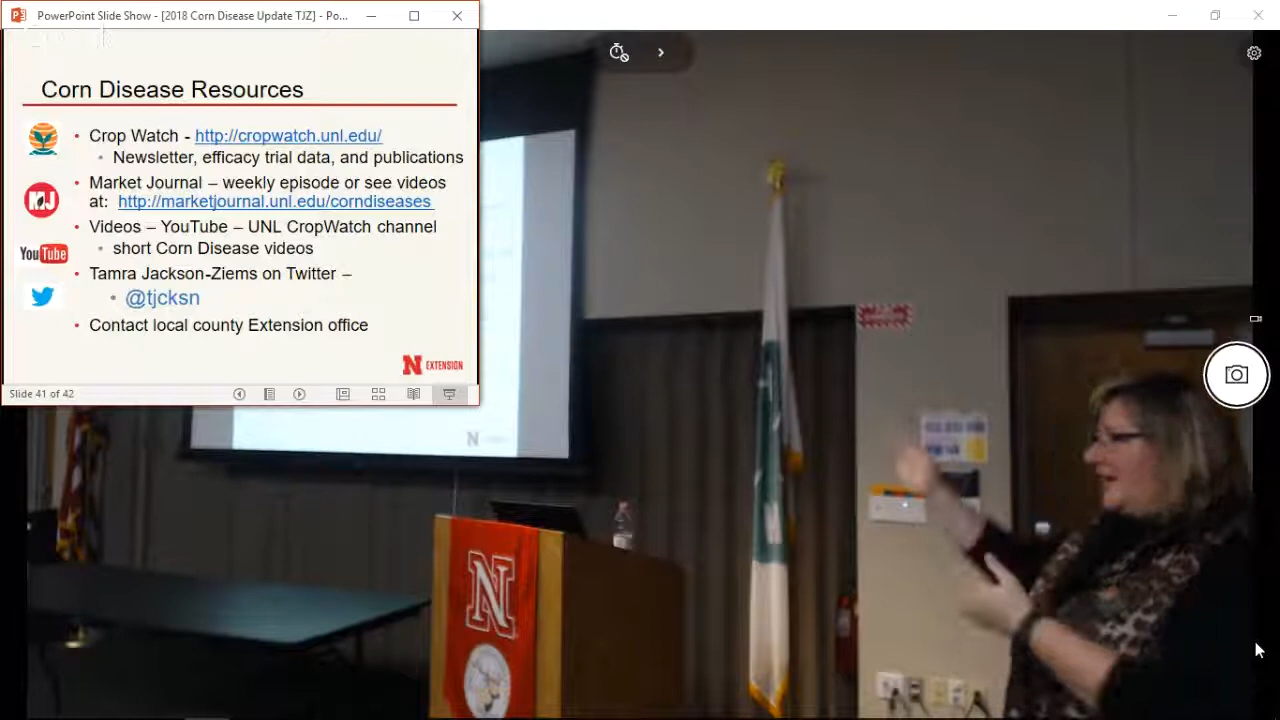 PowerPoint Slide Show - [2018 Corn Disease Update TJZ] - Po...
Corn Disease Resources
• Crop Watch - http://cropwatch.unl.edu/
• Newsletter, efficacy trial data, and publications
• Market Journal – weekly episode or see videos
at: http://marketjournal.unl.edu/corndiseases
• Videos – YouTube – UNL CropWatch channel
• short Corn Disease videos
• Tamra Jackson-Ziems on Twitter –
• @tjcksn
• Contact local county Extension office
MJ
YouTube
N EXTENSION
Slide 41 of 42
N
N